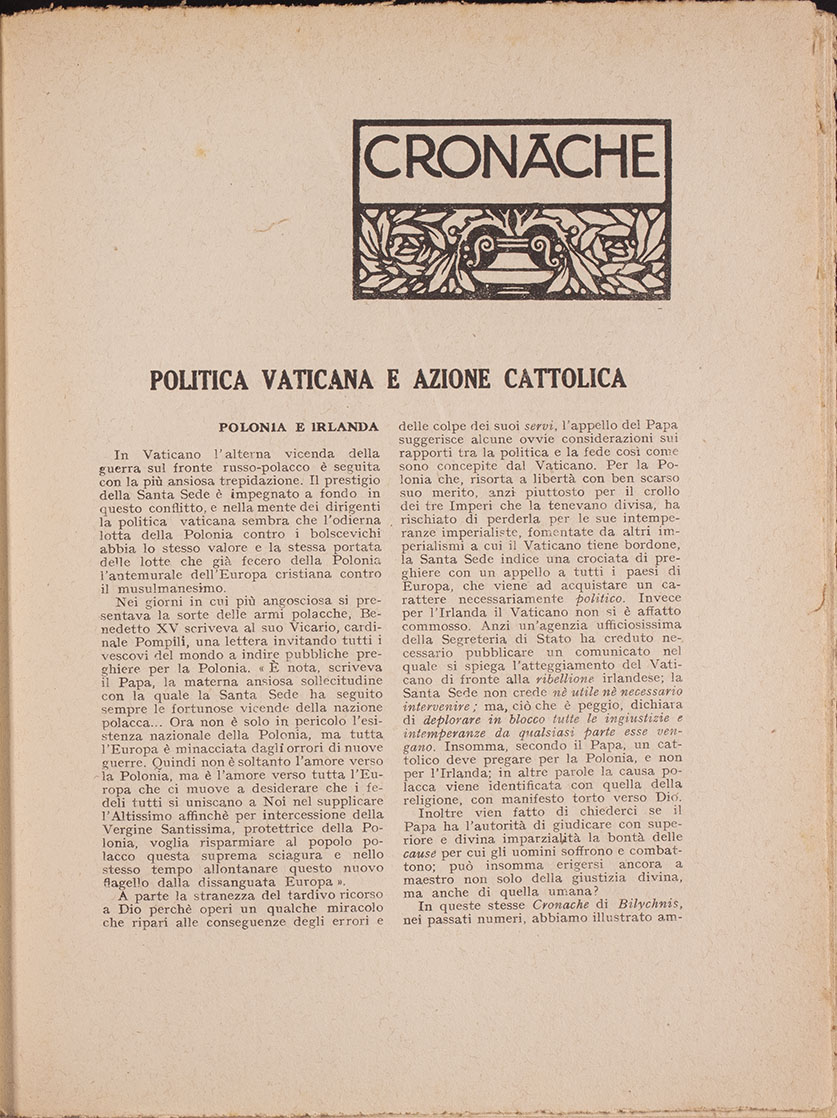 CRONACHE
POLITICA VATICANA E AZIONE CATTOLICA
POLONIA E IRLANDA
In Vaticano l'alterna vicenda della
guerra sul fronte russo-polacco è seguita
con la più ansiosa trepidazione. Il prestigio
della Santa Sede è impegnato a fondo in
questo conflitto, e nella mente dei dirigenti
la politica vaticana sembra che l'odierna
lotta della Polonia contro i bolscevichi
abbia lo stesso valore e la stessa portata
delle lotte che già fecero della Polonia
l'antemurale dell'Europa cristiana contro
il musulmanesimo.
Nei giorni in cui più angosciosa si pre-
sentava la sorte delle armi polacche, Be-
nedetto XV scriveva al suo Vicario, cardi-
nale Pompilj, una lettera invitando tutti i
vescovi del mondo a indire pubbliche pre-
ghiere per la Polonia. « È nota, scriveva
il Papa, la materna ansiosa sollecitudine
con la quale la Santa Sede ha seguito
sempre le fortunose vicende della nazione
polacca... Ora non è solo in pericolo l'esi-
stenza nazionale della Polonia, ma tutta
l'Europa è minacciata dagli orrori di nuove
guerre. Quindi non è soltanto l'amore verso
la Polonia, ma è l'amore verso tutta l'Eu-
ropa che ci muove a desiderare che i fe-
deli tutti si uniscano a Noi nel supplicare
l'Altissimo affinchè per intercessione della
Vergine Santissima, protettrice della Po-
lonia, voglia risparmiare al popolo po-
lacco questa suprema sciagura e nello
stesso tempo allontanare questo nuovo
flagello dalla dissanguata Europa ».
A parte la stranezza del tardivo ricorso
a Dio perchè operi un qualche miracolo
che ripari alle conseguenze degli errori e
delle colpe dei suoi servi, l'appello del Papa
suggerisce alcune ovvie considerazioni sui
rapporti tra la politica e la fede così come
sono concepite dal Vaticano. Per la Po-
lonia che, risorta a libertà con ben scarso
suo merito, anzi piuttosto per il crollo
dei tre Imperi che la tenevano divisa, ha
rischiato di perderla per le sue intempe-
ranze imperialiste, fomentate da altri im-
perialismi a cui il Vaticano tiene bordone,
la Santa Sede indice una crociata di pre-
ghiere con un appello a tutti i paesi di
Europa, che viene ad acquistare un ca-
rattere necessariamente politico. Invece
per l'Irlanda il Vaticano non si è affatto
commosso. Anzi un'agenzia ufficiosissima
della Segreteria di Stato ha creduto ne-
cessario pubblicare un comunicato nel
quale si spiega l'atteggiamento del Vati-
cano di fronte alla ribellione irlandese; la
Santa Sede non crede nè utile nè necessario
intervenire; ma, ciò che è peggio, dichiara
di deplorare in blocco tutte le ingiustizie e
intemperanze da qualsiasi parte esse ven-
gano. Insomma, secondo il Papa, un cat-
tolico deve pregare per la Polonia, e non
per l'Irlanda; in altre parole la causa po-
lacca viene identificata con quella della
religione, con manifesto torto verso Dio.
Inoltre vien fatto di chiederci se il
Papa ha l'autorità di giudicare con supe-
riore e divina imparzialità la bontà delle
cause per cui gli uomini soffrono e combat-
tono; può insomma erigersi ancora a
maestro non solo della giustizia divina,
ma anche di quella umana?
In queste stesse Cronache di Bilychnis,
nei passati numeri, abbiamo illustrato am-